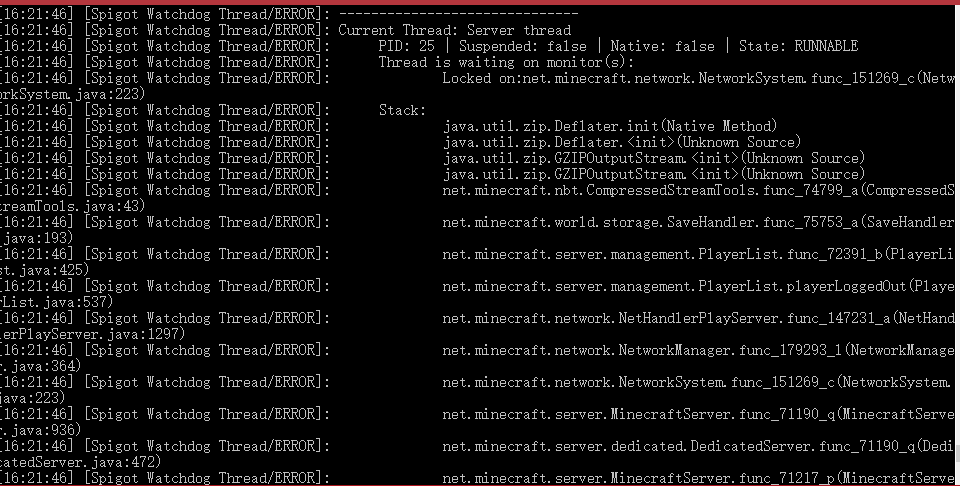 [16:21:46] [Spigot Watchdog Thread/ERROR]: ------------------------------
[16:21:46] [Spigot Watchdog Thread/ERROR]: Current Thread: Server thread
[16:21:46] [Spigot Watchdog Thread/ERROR]:     PID: 25 | Suspended: false | Native: false | State: RUNNABLE
[16:21:46] [Spigot Watchdog Thread/ERROR]:     Thread is waiting on monitor(s):
[16:21:46] [Spigot Watchdog Thread/ERROR]:         Locked on:net.minecraft.network.NetworkSystem.func_151269_c(Netw
orkSystem.java:223)
[16:21:46] [Spigot Watchdog Thread/ERROR]:     Stack:
[16:21:46] [Spigot Watchdog Thread/ERROR]:         java.util.zip.Deflater.init(Native Method)
[16:21:46] [Spigot Watchdog Thread/ERROR]:         java.util.zip.Deflater.<init>(Unknown Source)
[16:21:46] [Spigot Watchdog Thread/ERROR]:         java.util.zip.GZIPOutputStream.<init>(Unknown Source)
[16:21:46] [Spigot Watchdog Thread/ERROR]:         java.util.zip.GZIPOutputStream.<init>(Unknown Source)
[16:21:46] [Spigot Watchdog Thread/ERROR]:         net.minecraft.nbt.CompressedStreamTools.func_74799_a(CompressedS
treamTools.java:43)
[16:21:46] [Spigot Watchdog Thread/ERROR]:         net.minecraft.world.storage.SaveHandler.func_75753_a(SaveHandler
.java:193)
[16:21:46] [Spigot Watchdog Thread/ERROR]:         net.minecraft.server.management.PlayerList.func_72391_b(PlayerLi
st.java:425)
[16:21:46] [Spigot Watchdog Thread/ERROR]:         net.minecraft.server.management.PlayerList.playerLoggedOut(Playe
rList.java:537)
[16:21:46] [Spigot Watchdog Thread/ERROR]:         net.minecraft.network.NetHandlerPlayServer.func_147231_a(NetHand
lerPlayServer.java:1297)
[16:21:46] [Spigot Watchdog Thread/ERROR]:         net.minecraft.network.NetworkManager.func_179293_l(NetworkManage
r.java:364)
[16:21:46] [Spigot Watchdog Thread/ERROR]:         net.minecraft.network.NetworkSystem.func_151269_c(NetworkSystem.
java:223)
[16:21:46] [Spigot Watchdog Thread/ERROR]:         net.minecraft.server.MinecraftServer.func_71190_q(MinecraftServe
r.java:936)
[16:21:46] [Spigot Watchdog Thread/ERROR]:         net.minecraft.server.dedicated.DedicatedServer.func_71190_q(Dedi
catedServer.java:472)
[16:21:46] [Spigot Watchdog Thread/ERROR]:         net.minecraft.server.MinecraftServer.func_71217_p(MinecraftServe